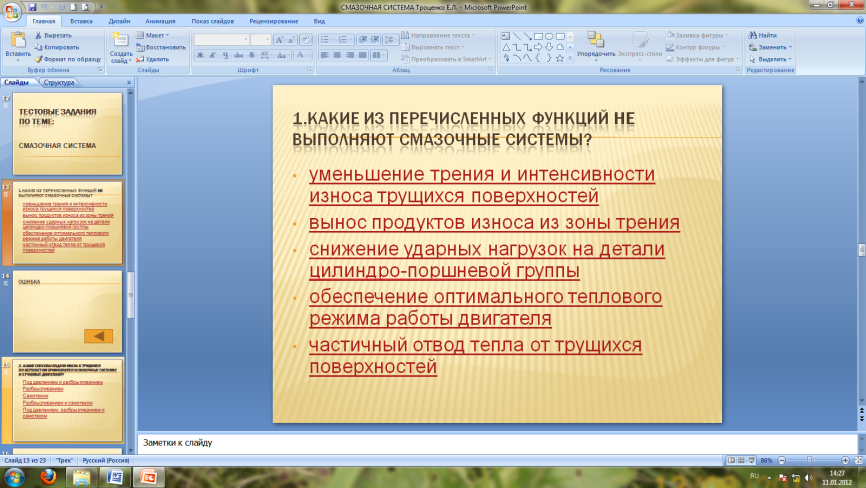 СМАЗОЧНАЯ СИСТЕМА Троценко Е.Л. - Microsoft PowerPoint
Главная Вставка Дизайн Анимация Показ слайдов Рецензирование Вид
Вставить
Вырезать
Копировать
Формат по образцу
Буфер обмена
Создать слайд
Макет
Восстановить
Удалить
Слайды
Шрифт
Направление текста
Выровнять текст
Преобразовать в SmartArt
Абзац
Упорядочить
Экспресс-стили
Заливка фигуры
Контур фигуры
Эффекты для фигур
Рисование
Найти
Заменить
Выделить
Редактирование
Слайды Структура
12
ТЕСТОВЫЕ ЗАДАНИЯ
ПО ТЕМЕ:
СМАЗОЧНАЯ СИСТЕМА
13
1.КАКИЕ ИЗ ПЕРЕЧИСЛЕННЫХ ФУНКЦИЙ НЕ
ВЫПОЛНЯЮТ СМАЗОЧНЫЕ СИСТЕМЫ?
уменьшение трения и интенсивности
износа трущихся поверхностей
вынос продуктов износа из зоны трения
снижение ударных нагрузок на детали
цилиндро-поршневой группы
обеспечение оптимального теплового
режима работы двигателя
частичный отвод тепла от трущихся
поверхностей
14
ОШИБКА
15
Под давлением и разбрызгиванием
Разбрызгиванием
Самотеком
Разбрызгиванием и самотеком
Под давлением, разбрызгиванием и
самотеком
1.КАКИЕ ИЗ ПЕРЕЧИСЛЕННЫХ ФУНКЦИЙ НЕ
ВЫПОЛНЯЮТ СМАЗОЧНЫЕ СИСТЕМЫ?
уменьшение трения и интенсивности
износа трущихся поверхностей
вынос продуктов износа из зоны трения
снижение ударных нагрузок на детали
цилиндро-поршневой группы
обеспечение оптимального теплового
режима работы двигателя
частичный отвод тепла от трущихся
поверхностей
Заметки к слайду
Слайд 13 из 23 "Трек" Русский (Россия) 86%
RU
14:27
11.01.2012